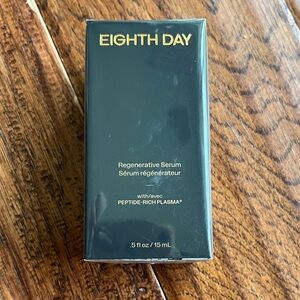 EIGHTH DAY
Regenerative Serum
Sérum régénérateur
with/avec
PEPTIDE-RICH PLASMA®
.5 fl oz / 15 mL